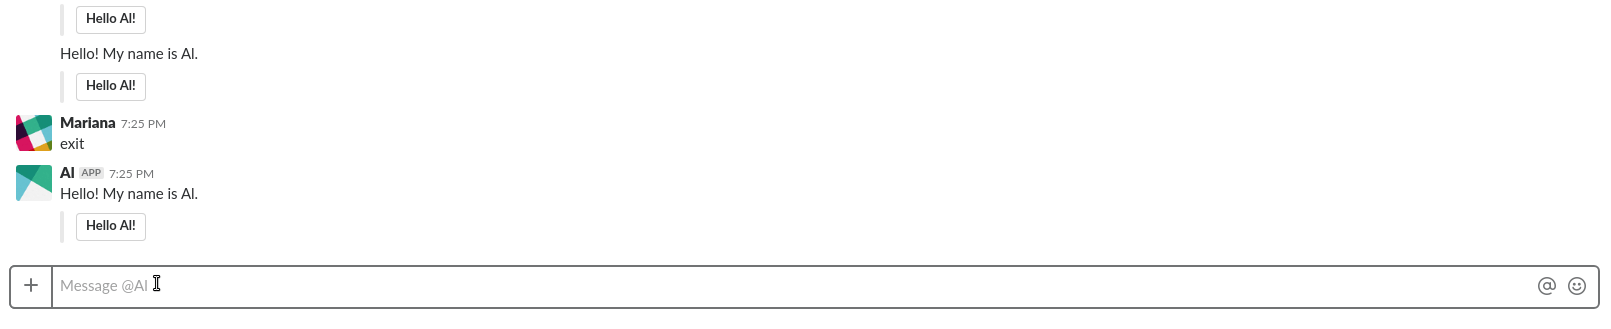 Hello Al!
Hello! My name is Al.
Hello Al!
Mariana 7:25 PM
exit
Al APP 7:25 PM
Hello! My name is Al.
Hello Al!
Message @Al